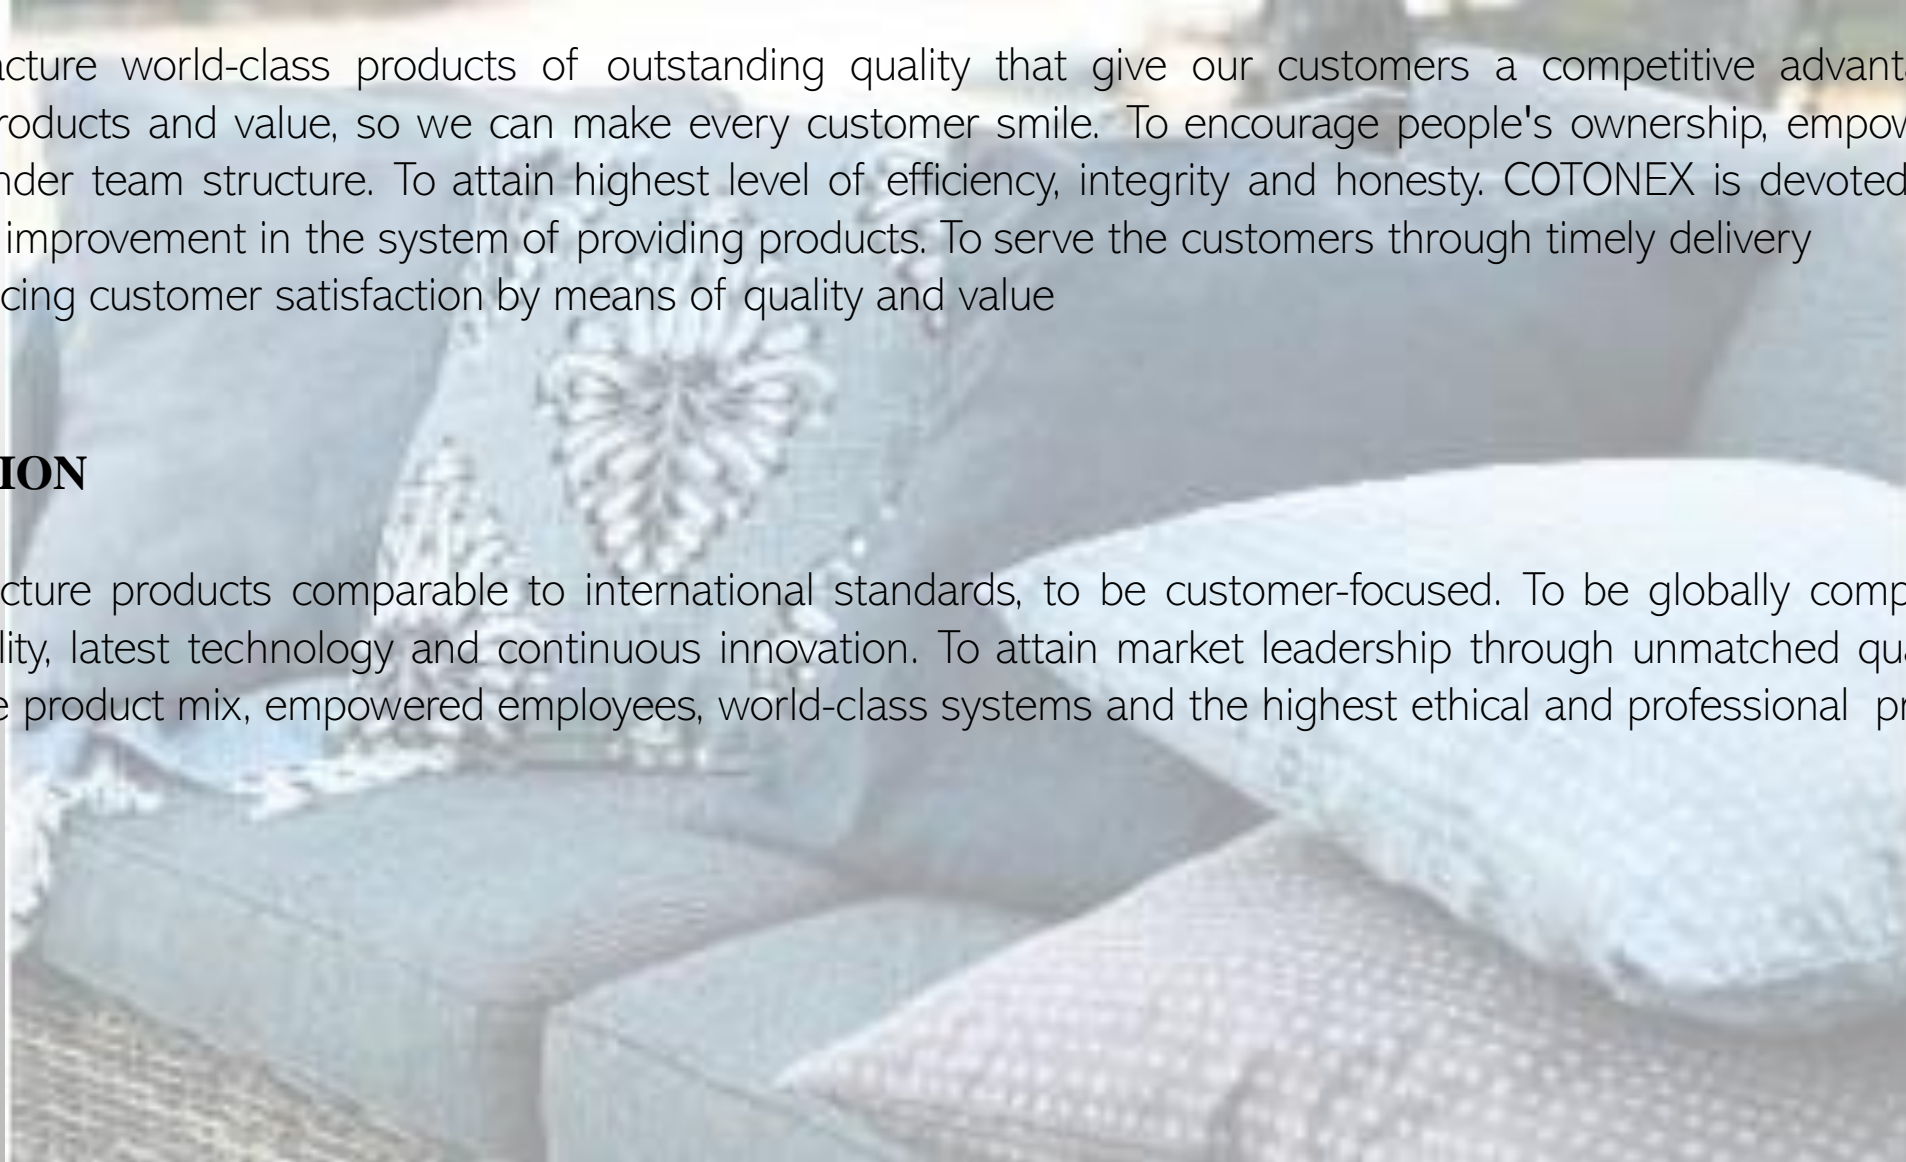 acture world-class products of outstanding quality that give our customers a competitive advant
roducts and value, so we can make every customer smile. To encourage people's ownership, empow
nder team structure. To attain highest level of efficiency, integrity and honesty. COTONEX is devoted
improvement in the system of providing products. To serve the customers through timely delivery
cing customer satisfaction by means of quality and value
ION
cture products comparable to international standards, to be customer-focused. To be globally comp
lity, latest technology and continuous innovation. To attain market leadership through unmatched qu
e product mix, empowered employees, world-class systems and the highest ethical and professional pr